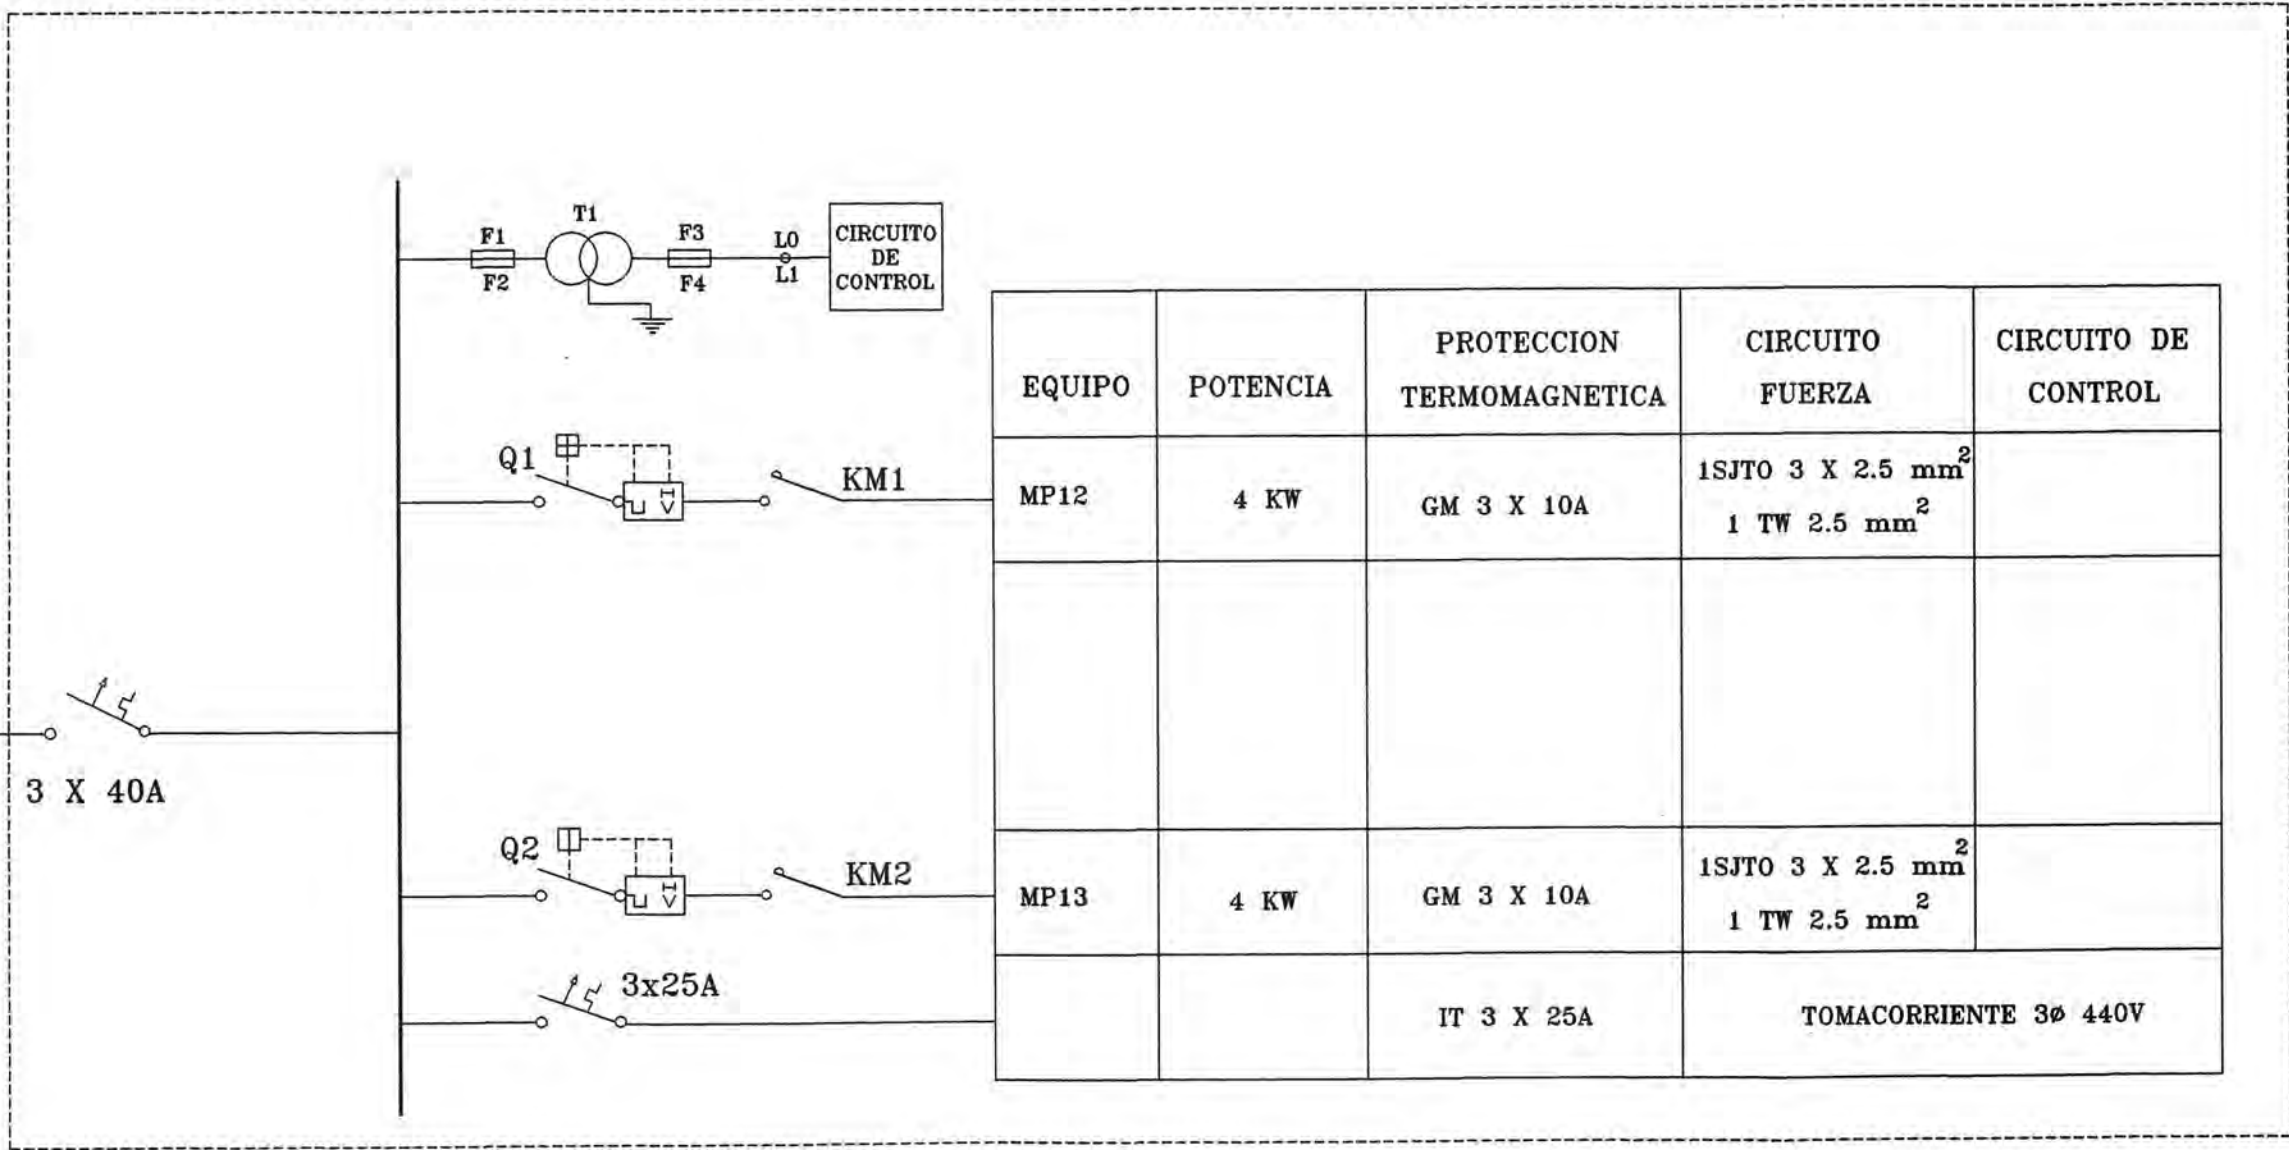 T1
F1
F2
F3
F4
L0
L1
CIRCUITO
DE
CONTROL
EQUIPO
POTENCIA
PROTECCION
TERMOMAGNETICA
CIRCUITO
FUERZA
CIRCUITO DE
CONTROL
Q1
KM1
MP12
4 KW
GM 3 X 10A
1SJTO 3 X 2.5 mm²
1 TW 2.5 mm²
3 X 40A
Q2
KM2
MP13
4 KW
GM 3 X 10A
1SJTO 3 X 2.5 mm²
1 TW 2.5 mm²
3x25A
IT 3 X 25A
TOMACORRIENTE 3ø 440V